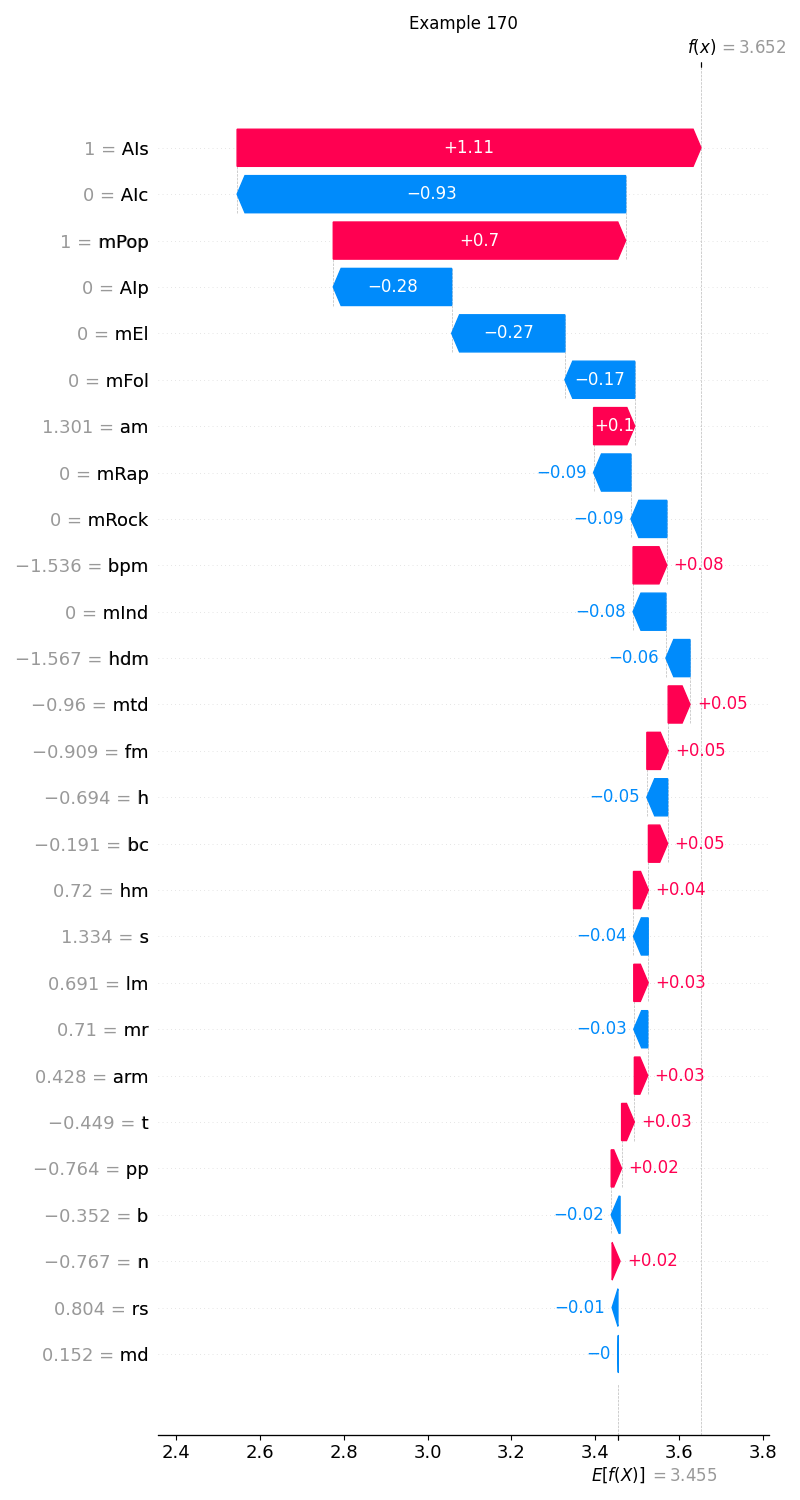 Example 170
f(x) = 3.652
1 = AIs +1.11
0 = AIc −0.93
1 = mPop +0.7
0 = AIp −0.28
0 = mEl −0.27
0 = mFol −0.17
1.301 = am +0.1
0 = mRap −0.09
0 = mRock −0.09
−1.536 = bpm +0.08
0 = mInd −0.08
−1.567 = hdm −0.06
−0.96 = mtd +0.05
−0.909 = fm +0.05
−0.694 = h −0.05
−0.191 = bc +0.05
0.72 = hm +0.04
1.334 = s −0.04
0.691 = lm +0.03
0.71 = mr −0.03
0.428 = arm +0.03
−0.449 = t +0.03
−0.764 = pp +0.02
−0.352 = b −0.02
−0.767 = n +0.02
0.804 = rs −0.01
0.152 = md −0
2.4 2.6 2.8 3.0 3.2 3.4 3.6 3.8
E[f(X)] = 3.455